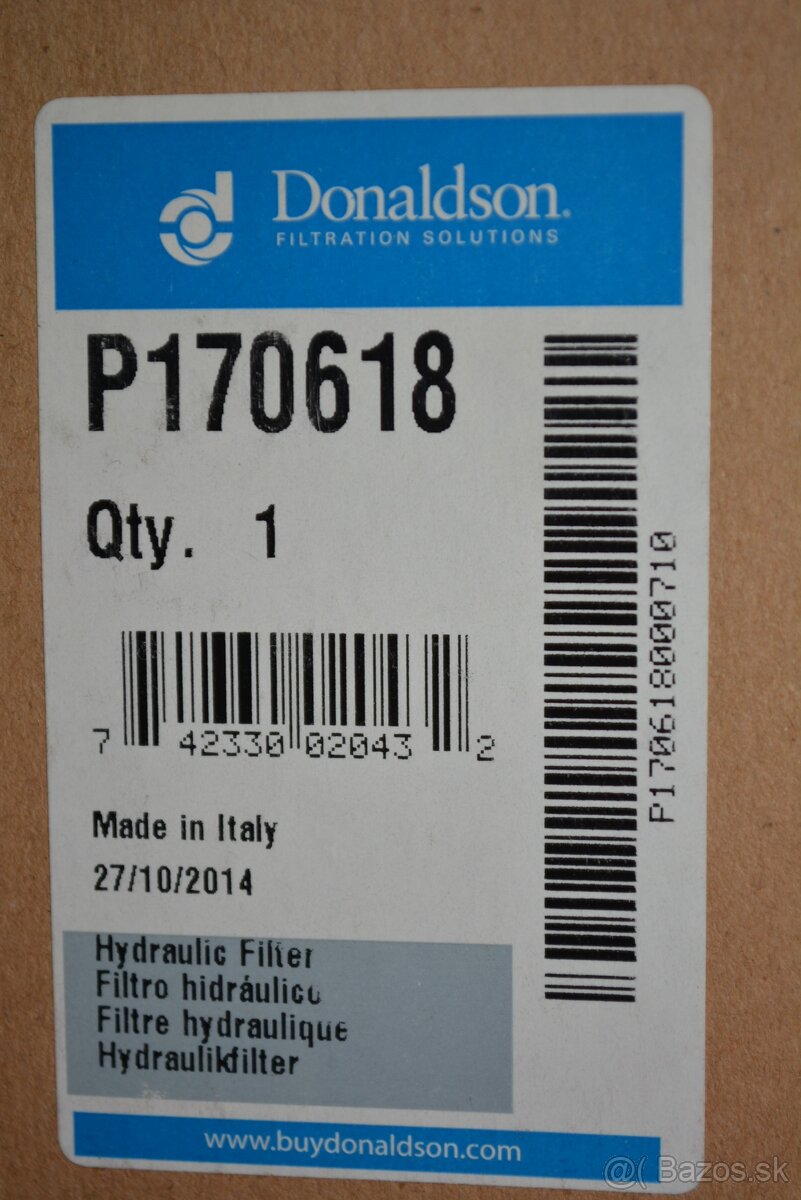 Donaldson.
FILTRATION SOLUTIONS
P170618
Qty. 1
7 42330 02043 2
P170618000710
Made in Italy
27/10/2014
Hydraulic Filter
Filtro hidráulico
Filtre hydraulique
Hydraulikfilter
www.buydonaldson.com
@( Bazos.sk